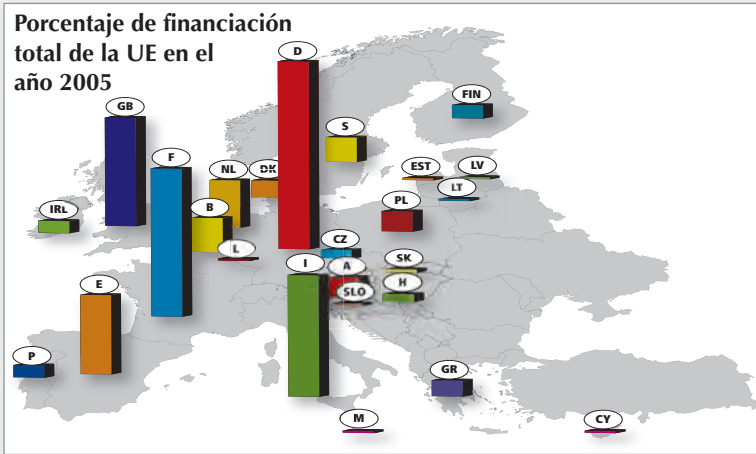 Porcentaje de financiación
total de la UE en el
año 2005
D
GB
FIN
S
F
NL
DK
EST
LV
LT
IRL
B
PL
L
CZ
SK
I
A
E
SLO
H
P
GR
M
CY